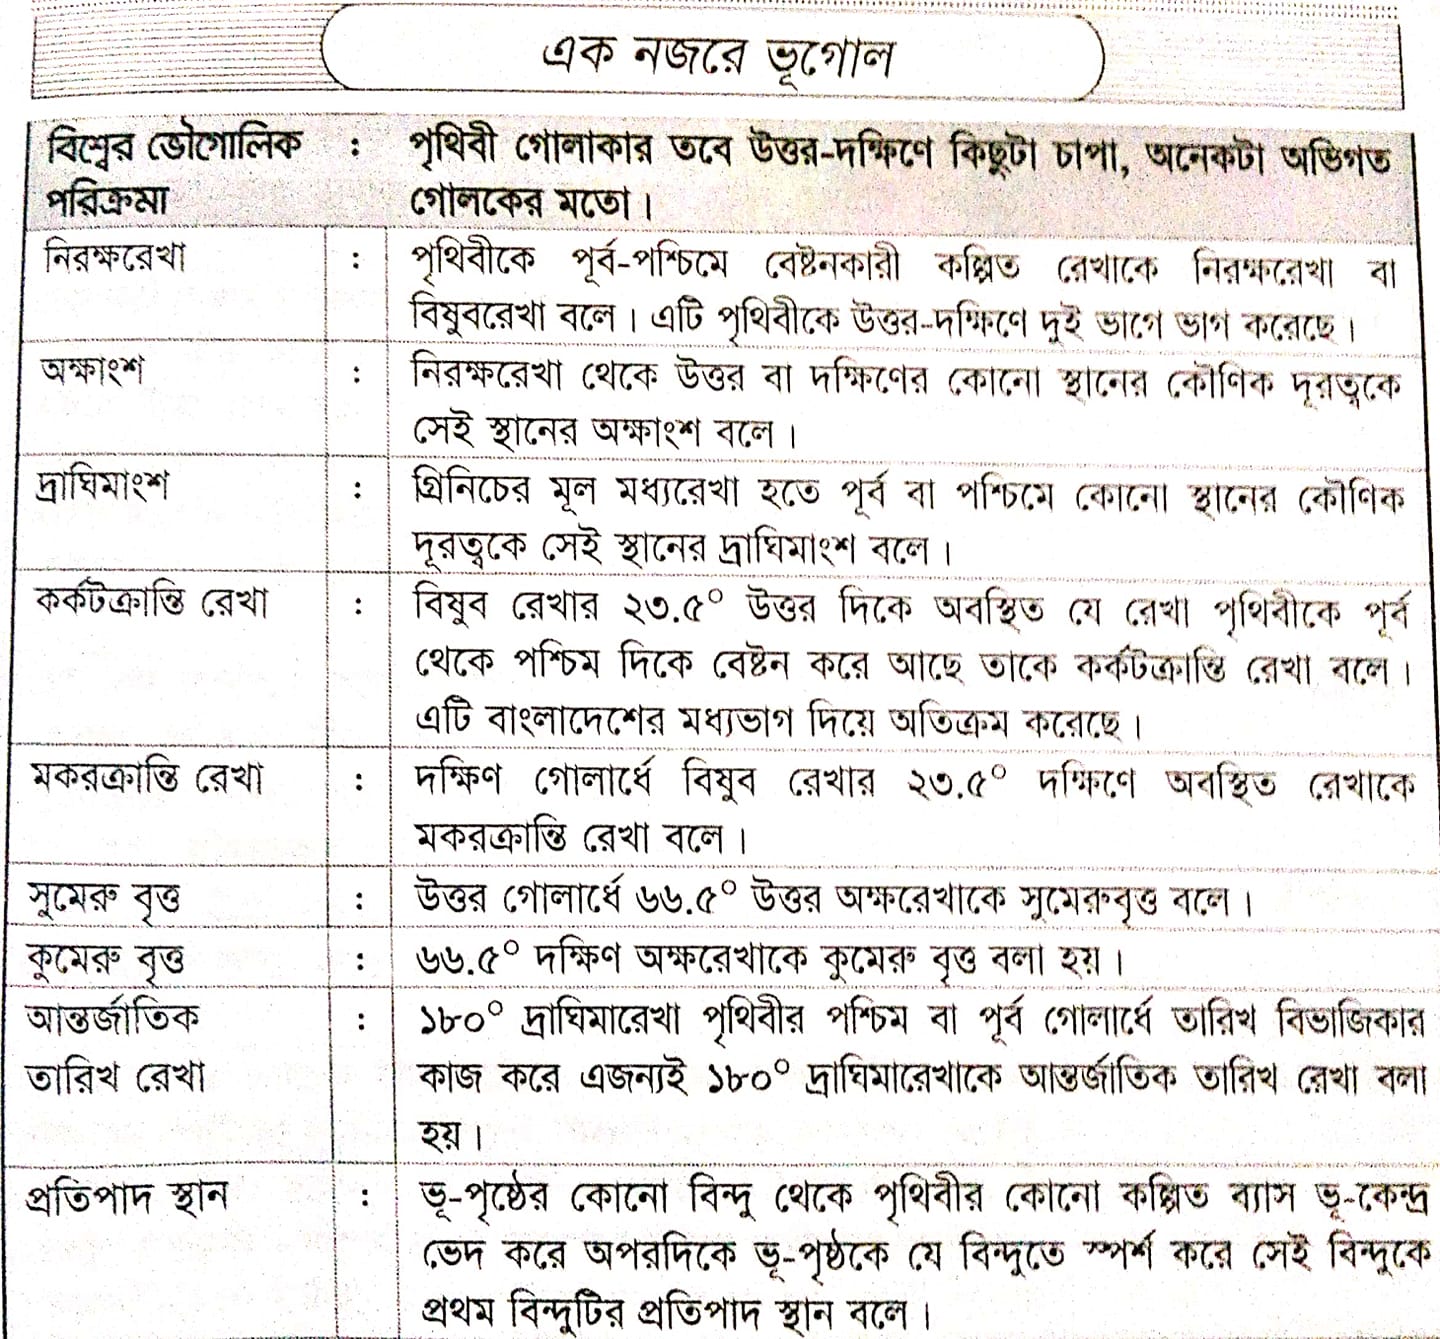 এক নজরে ভূগোল
বিশ্বের ভৌগোলিক : পৃথিবী গোলাকার তবে উত্তর-দক্ষিণে কিছুটা চাপা, অনেকটা অভিগত
পরিক্রমা গোলকের মতো।
নিরক্ষরেখা : পৃথিবীকে পূর্ব-পশ্চিমে বেষ্টনকারী কল্পিত রেখাকে নিরক্ষরেখা বা
বিষুবরেখা বলে। এটি পৃথিবীকে উত্তর-দক্ষিণে দুই ভাগে ভাগ করেছে।
অক্ষাংশ : নিরক্ষরেখা থেকে উত্তর বা দক্ষিণের কোনো স্থানের কৌণিক দূরত্বকে
সেই স্থানের অক্ষাংশ বলে।
দ্রাঘিমাংশ : গ্রিনিচের মূল মধ্যরেখা হতে পূর্ব বা পশ্চিমে কোনো স্থানের কৌণিক
দূরত্বকে সেই স্থানের দ্রাঘিমাংশ বলে।
কর্কটক্রান্তি রেখা : বিষুব রেখার ২৩.৫° উত্তর দিকে অবস্থিত যে রেখা পৃথিবীকে পূর্ব
থেকে পশ্চিম দিকে বেষ্টন করে আছে তাকে কর্কটক্রান্তি রেখা বলে।
এটি বাংলাদেশের মধ্যভাগ দিয়ে অতিক্রম করেছে।
মকরক্রান্তি রেখা : দক্ষিণ গোলার্ধে বিষুব রেখার ২৩.৫° দক্ষিণে অবস্থিত রেখাকে
মকরক্রান্তি রেখা বলে।
সুমেরু বৃত্ত : উত্তর গোলার্ধে ৬৬.৫° উত্তর অক্ষরেখাকে সুমেরুবৃত্ত বলে।
কুমেরু বৃত্ত : ৬৬.৫° দক্ষিণ অক্ষরেখাকে কুমেরু বৃত্ত বলা হয়।
আন্তর্জাতিক : ১৮০° দ্রাঘিমারেখা পৃথিবীর পশ্চিম বা পূর্ব গোলার্ধে তারিখ বিভাজিকার
তারিখ রেখা কাজ করে এজন্যই ১৮০° দ্রাঘিমারেখাকে আন্তর্জাতিক তারিখ রেখা বলা
হয়।
প্রতিপাদ স্থান : ভূ-পৃষ্ঠের কোনো বিন্দু থেকে পৃথিবীর কোনো কল্পিত ব্যাস ভূ-কেন্দ্র
ভেদ করে অপরদিকে ভূ-পৃষ্ঠকে যে বিন্দুতে স্পর্শ করে সেই বিন্দুকে
প্রথম বিন্দুটির প্রতিপাদ স্থান বলে।